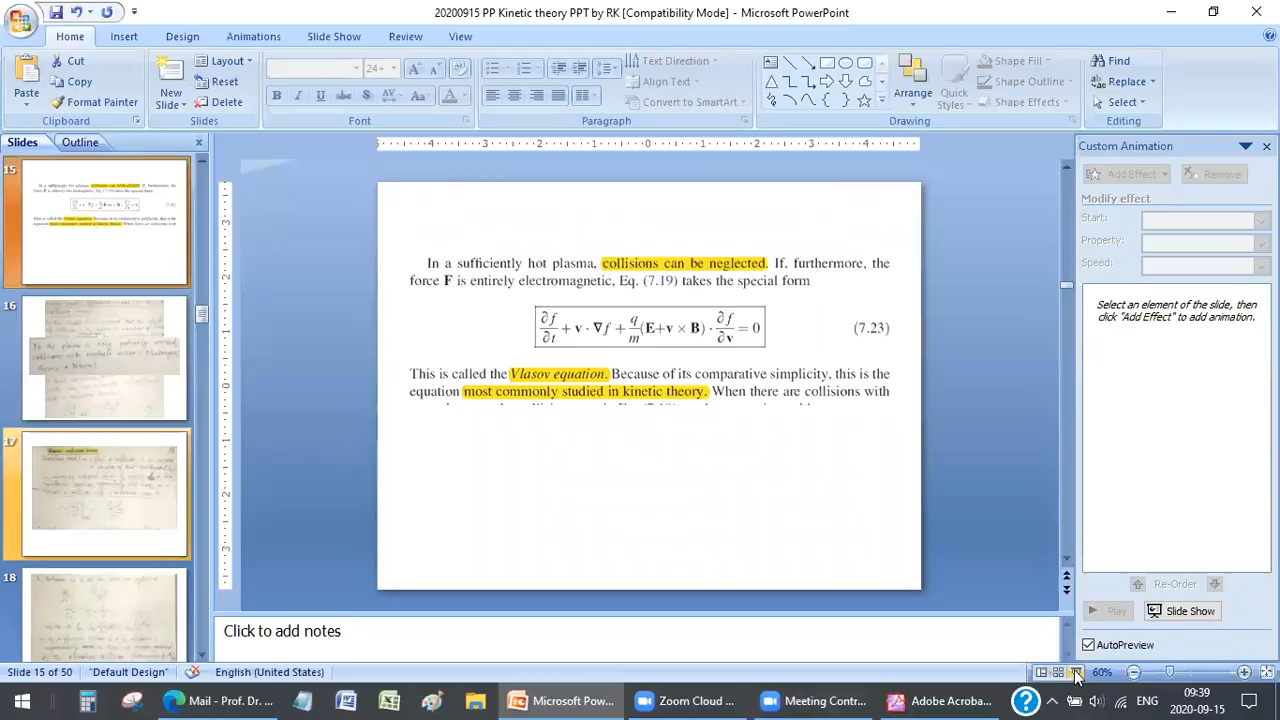 20200915 PP Kinetic theory PPT by RK [Compatibility Mode] - Microsoft PowerPoint
Home Insert Design Animations Slide Show Review View
Paste Cut Copy Format Painter
Clipboard
New Slide Layout Reset Delete
Slides
24
B I U abc S AV Aa A
Font
Text Direction
Align Text
Convert to SmartArt
Paragraph
Arrange Quick Styles
Shape Fill
Shape Outline
Shape Effects
Drawing
Find
Replace
Select
Editing
Slides Outline
15
16
17
18
In a sufficiently hot plasma, collisions can be neglected. If, furthermore, the
force F is entirely electromagnetic, Eq. (7.19) takes the special form
∂f/∂t + v · ∇f + q/m (E+v × B) · ∂f/∂v = 0 (7.23)
This is called the Vlasov equation. Because of its comparative simplicity, this is the
equation most commonly studied in kinetic theory. When there are collisions with
Click to add notes
Custom Animation
Add Effect Remove
Modify effect
Start:
Property:
Speed:
Select an element of the slide, then
click "Add Effect" to add animation.
Re-Order
Play Slide Show
AutoPreview
Slide 15 of 50 "Default Design" English (United States) 60%
Mail - Prof. Dr. ... Microsoft Pow... Zoom Cloud ... Meeting Contr... Adobe Acroba...
ENG 09:39
2020-09-15